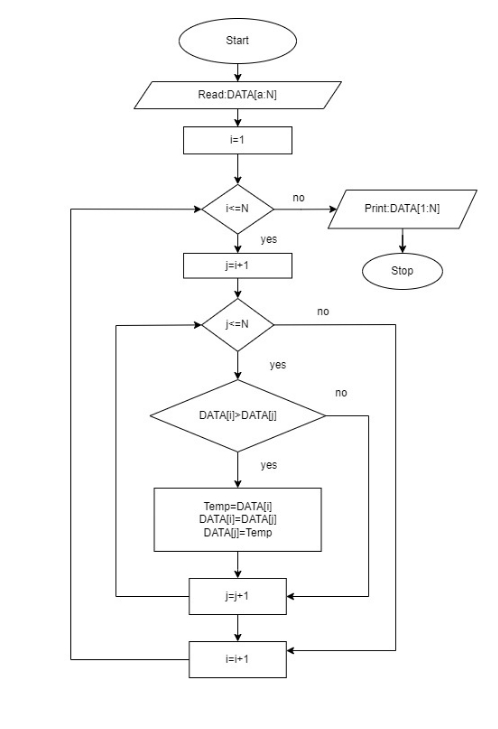 Start
Read:DATA[a:N]
i=1
i<=N
no
Print:DATA[1:N]
yes
Stop
j=i+1
j<=N
no
yes
no
DATA[i]>DATA[j]
yes
Temp=DATA[i]
DATA[i]=DATA[j]
DATA[j]=Temp
j=j+1
i=i+1